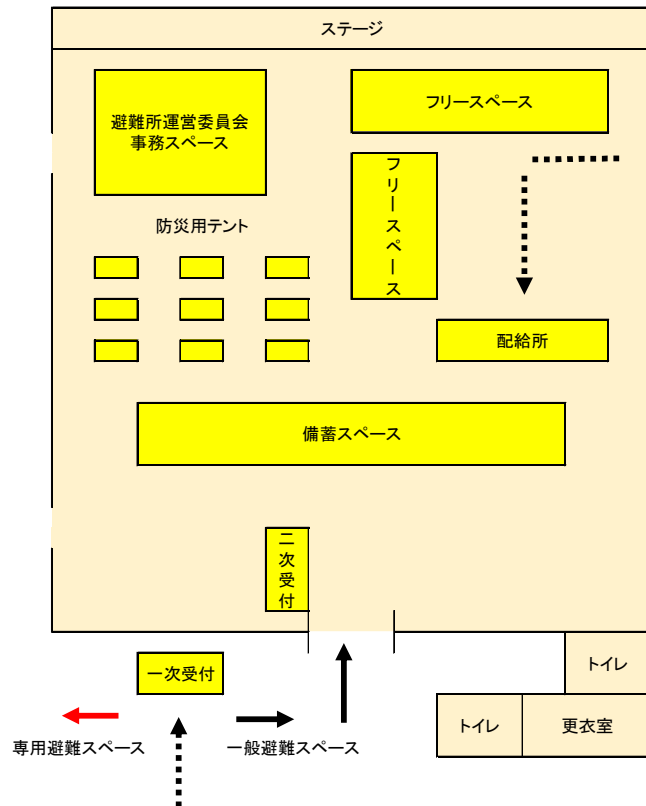 ステージ
避難所運営委員会
事務スペース
フリースペース
フリースペース
防災用テント
配給所
備蓄スペース
二次受付
一次受付
トイレ
専用避難スペース
一般避難スペース
トイレ
更衣室